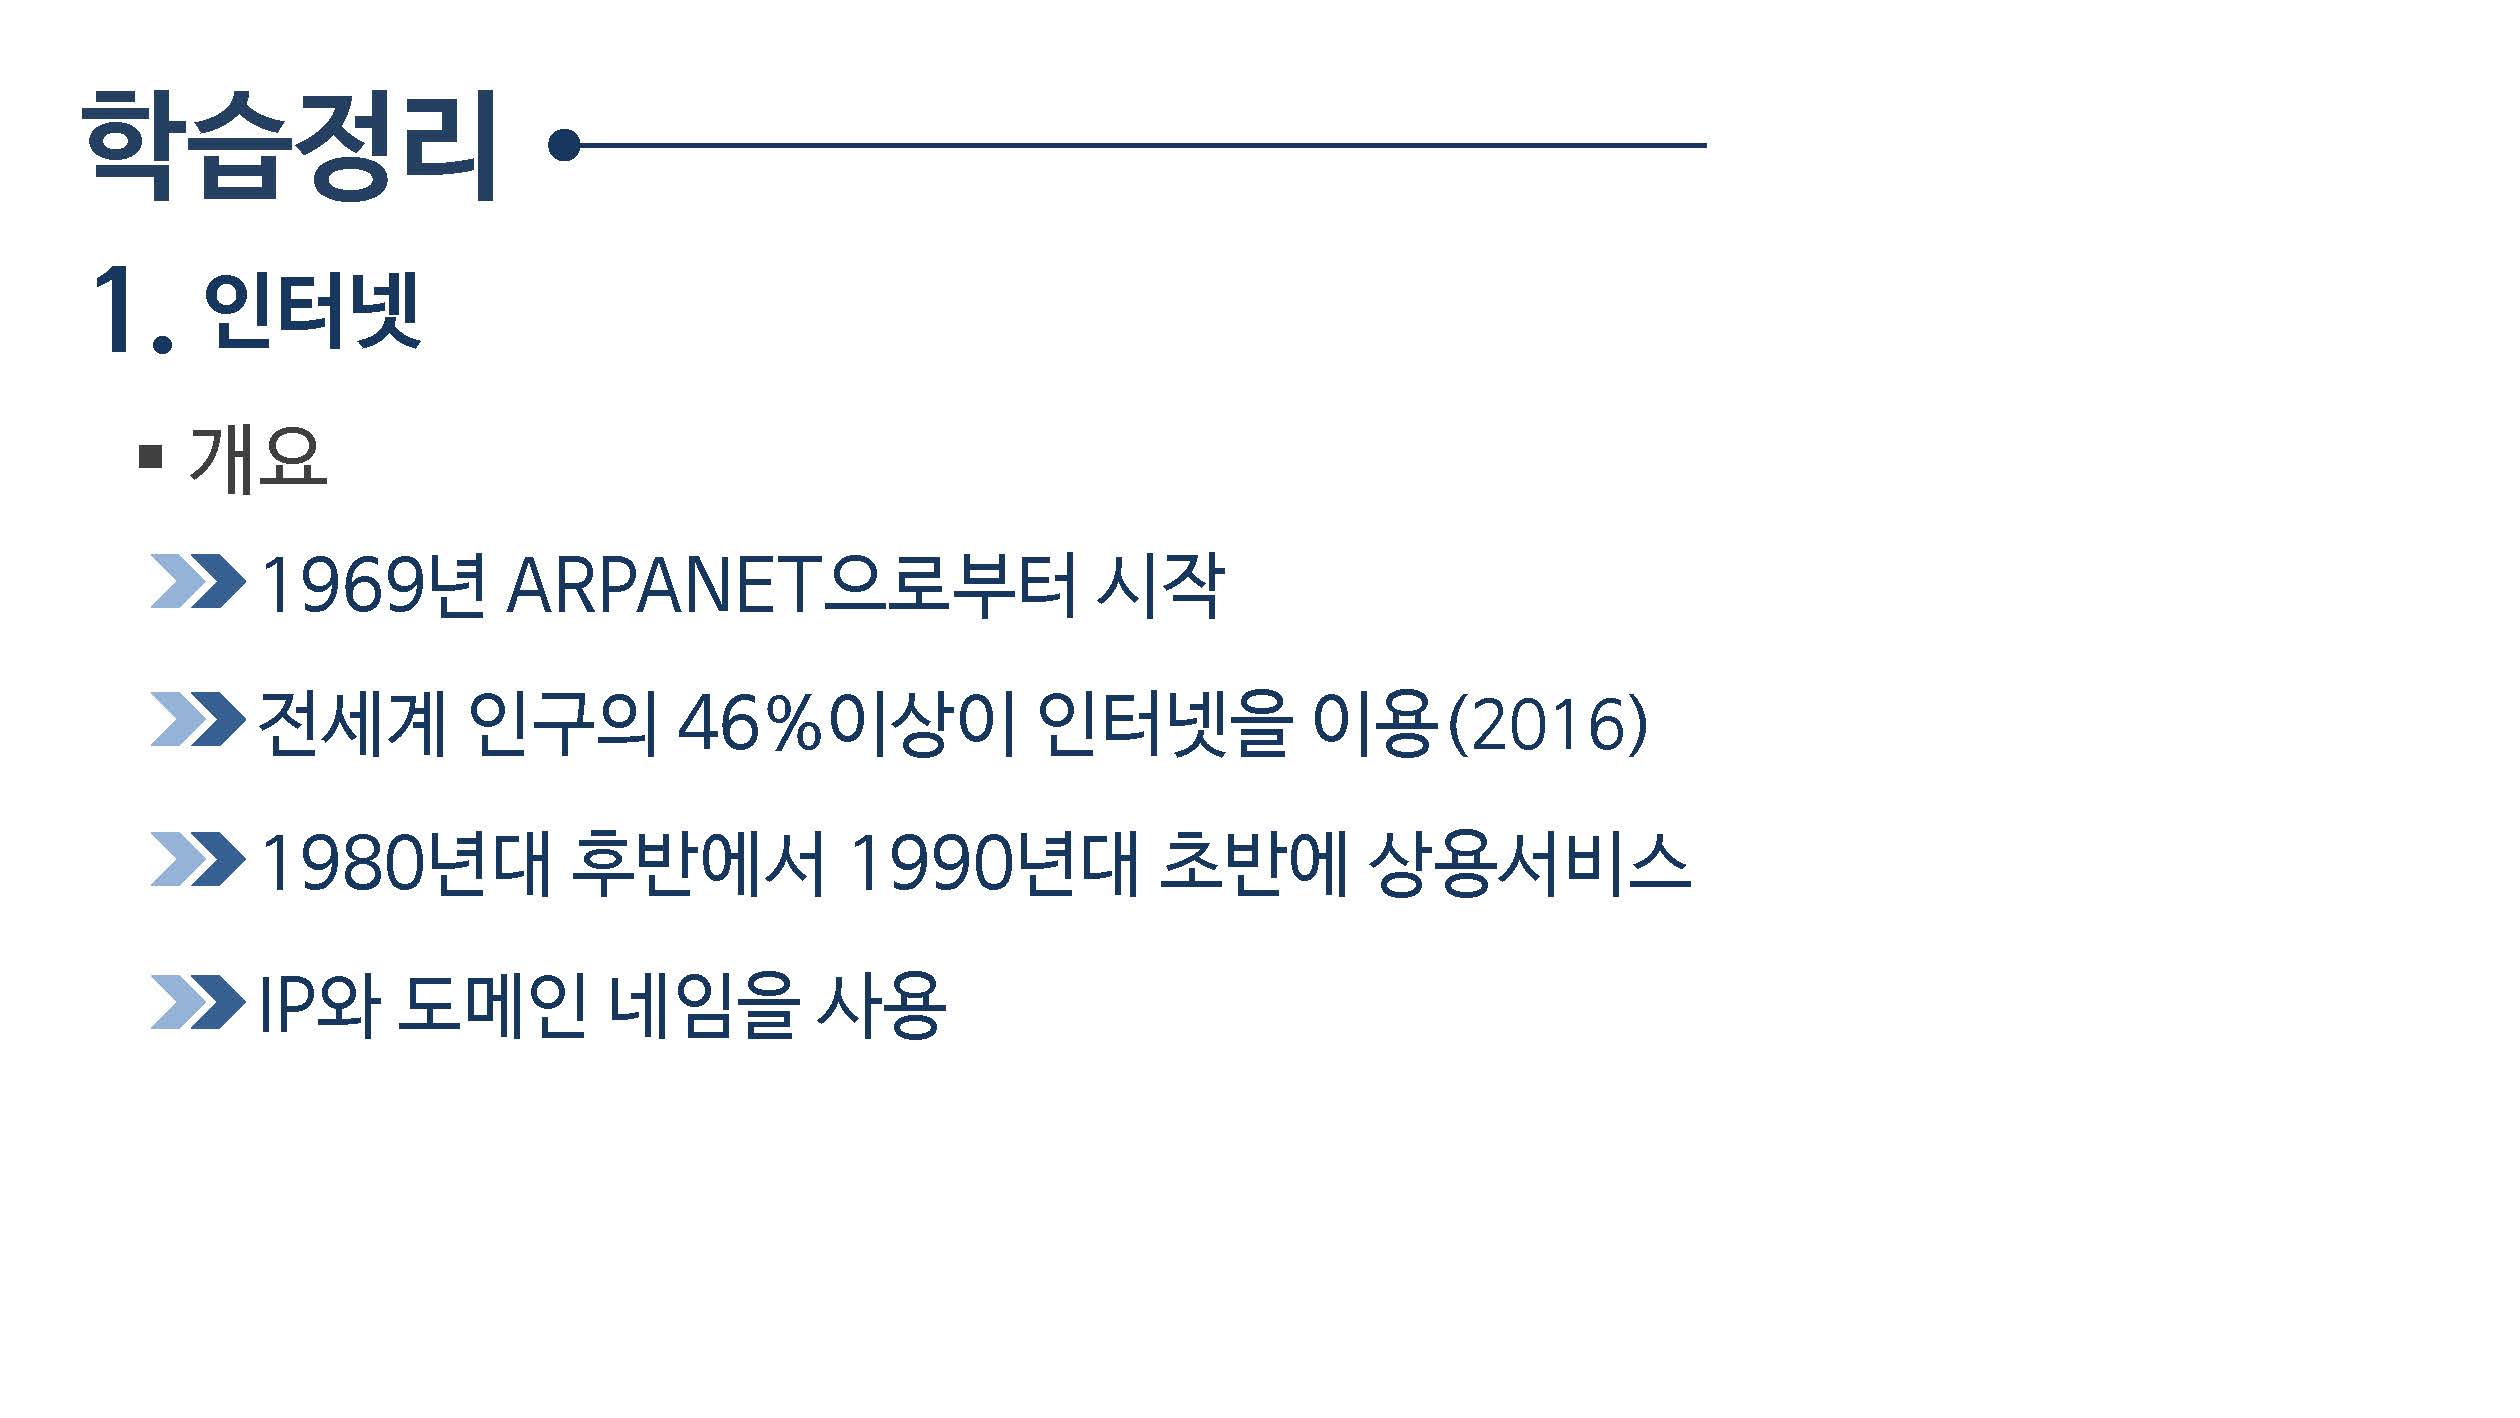 학습정리
1. 인터넷
▪ 개요
1969년 ARPANET으로부터 시작
전세계 인구의 46%이상이 인터넷을 이용(2016)
1980년대 후반에서 1990년대 초반에 상용서비스
IP와 도메인 네임을 사용